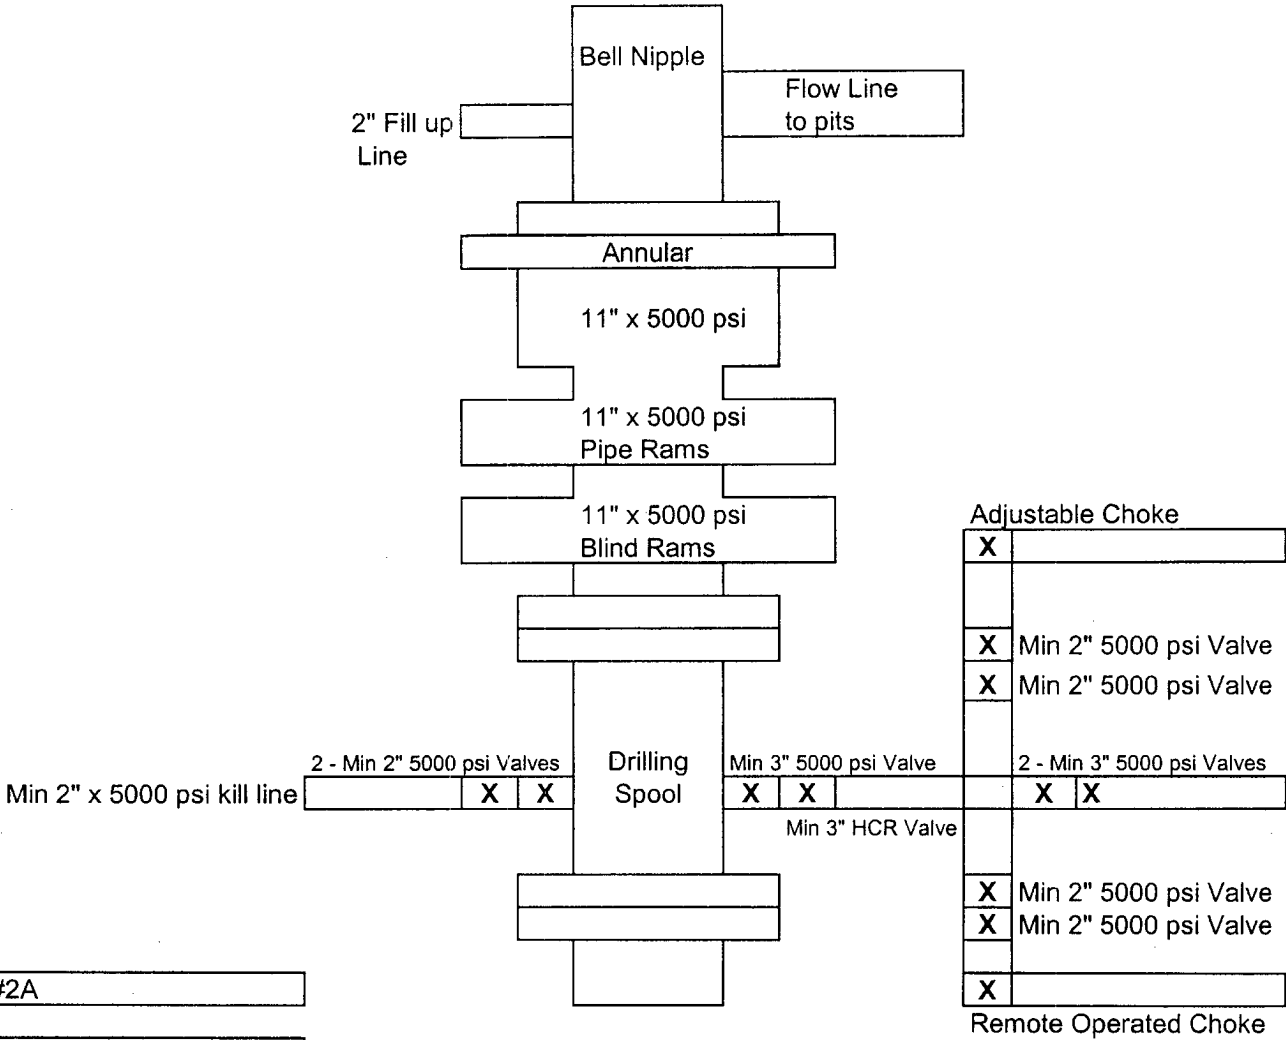 Bell Nipple
Flow Line
to pits
2" Fill up
Line
Annular
11" x 5000 psi
11" x 5000 psi
Pipe Rams
11" x 5000 psi
Blind Rams
Adjustable Choke
X
X Min 2" 5000 psi Valve
X Min 2" 5000 psi Valve
2 - Min 2" 5000 psi Valves
Drilling
Spool
Min 3" 5000 psi Valve
2 - Min 3" 5000 psi Valves
Min 2" x 5000 psi kill line
X X
X X
X X
Min 3" HCR Valve
X Min 2" 5000 psi Valve
X Min 2" 5000 psi Valve
#2A
X
Remote Operated Choke